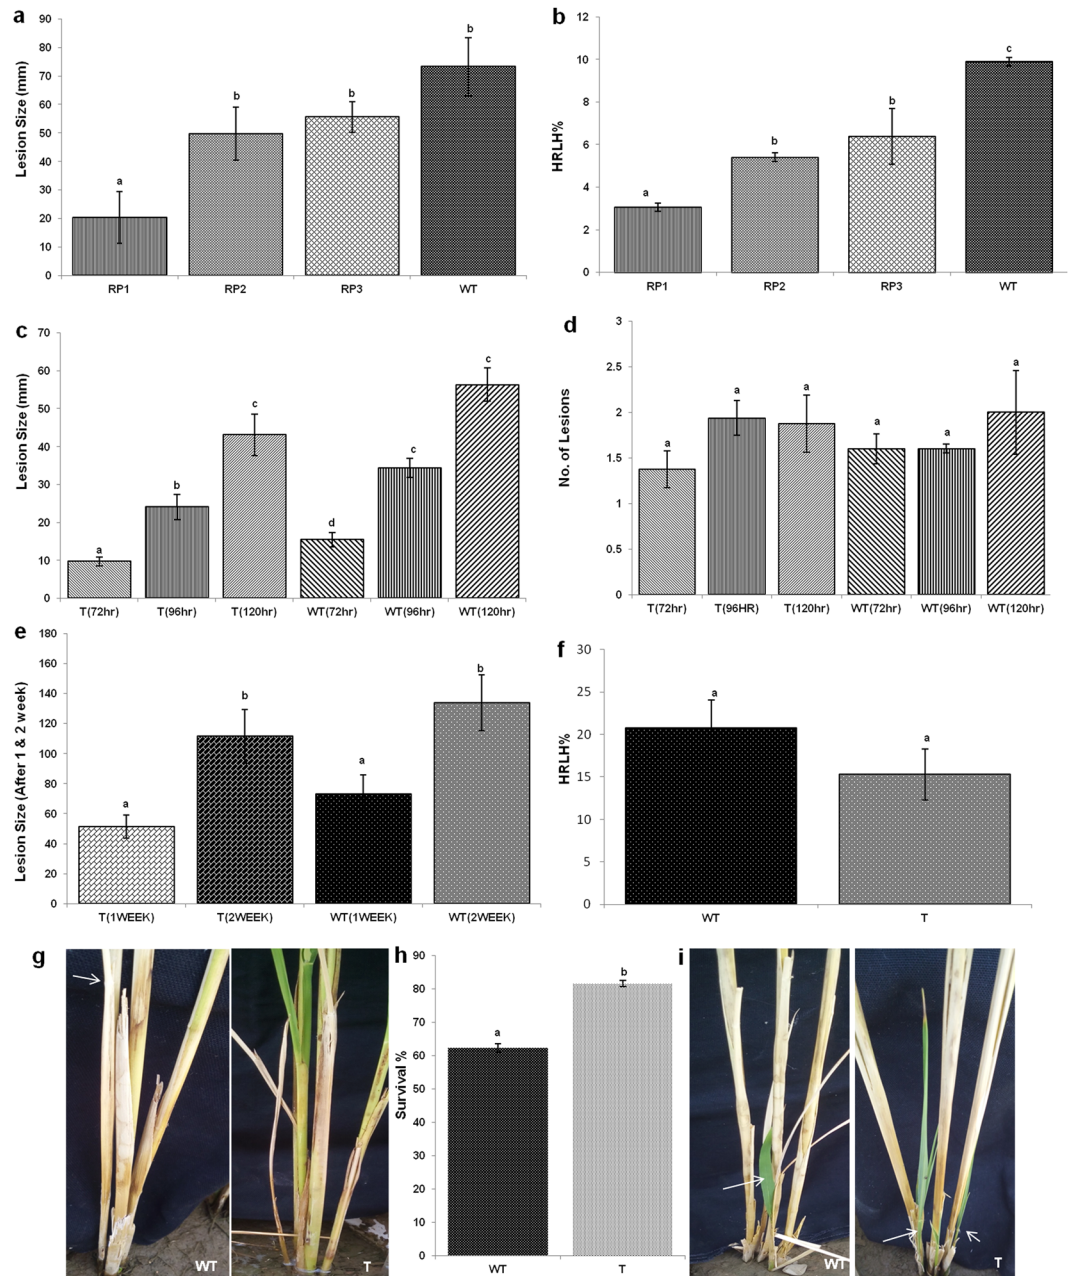 a
Lesion Size (mm)
90
80
70
60
50
40
30
20
10
0
a
b
b
b
RP1 RP2 RP3 WT
b
HRLH%
12
10
8
6
4
2
0
a
b
b
c
RP1 RP2 RP3 WT
c
Lesion Size (mm)
70
60
50
40
30
20
10
0
a
b
c
d
c
c
T(72hr) T(96hr) T(120hr) WT(72hr) WT(96hr) WT(120hr)
d
No. of Lesions
3
2.5
2
1.5
1
0.5
0
a
a
a
a
a
a
T(72hr) T(96HR) T(120hr) WT(72hr) WT(96hr) WT(120hr)
e
Lesion Size (After 1 & 2 week)
180
160
140
120
100
80
60
40
20
0
a
b
a
b
T(1WEEK) T(2WEEK) WT(1WEEK) WT(2WEEK)
f
HRLH%
30
25
20
15
10
5
0
a
a
WT T
g
WT
T
h
Survival %
90
80
70
60
50
40
30
20
10
0
a
b
WT T
i
WT
T